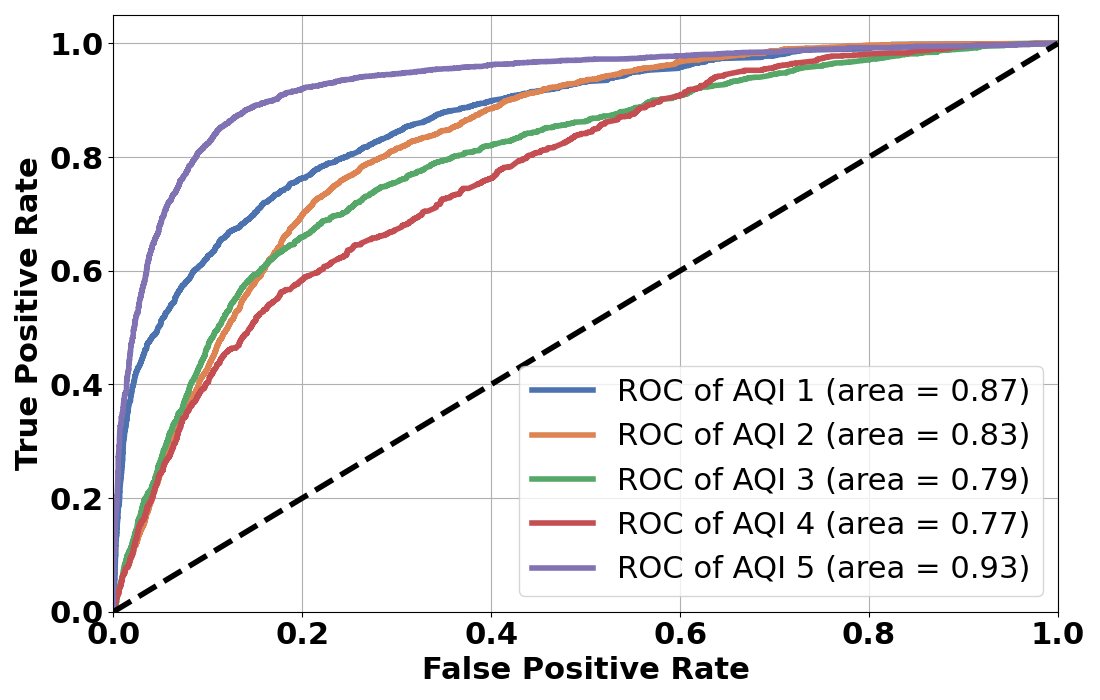 1.0
0.8
0.6
0.4
0.2
0.0
True Positive Rate
ROC of AQI 1 (area = 0.87)
ROC of AQI 2 (area = 0.83)
ROC of AQI 3 (area = 0.79)
ROC of AQI 4 (area = 0.77)
ROC of AQI 5 (area = 0.93)
0.0 0.2 0.4 0.6 0.8 1.0
False Positive Rate